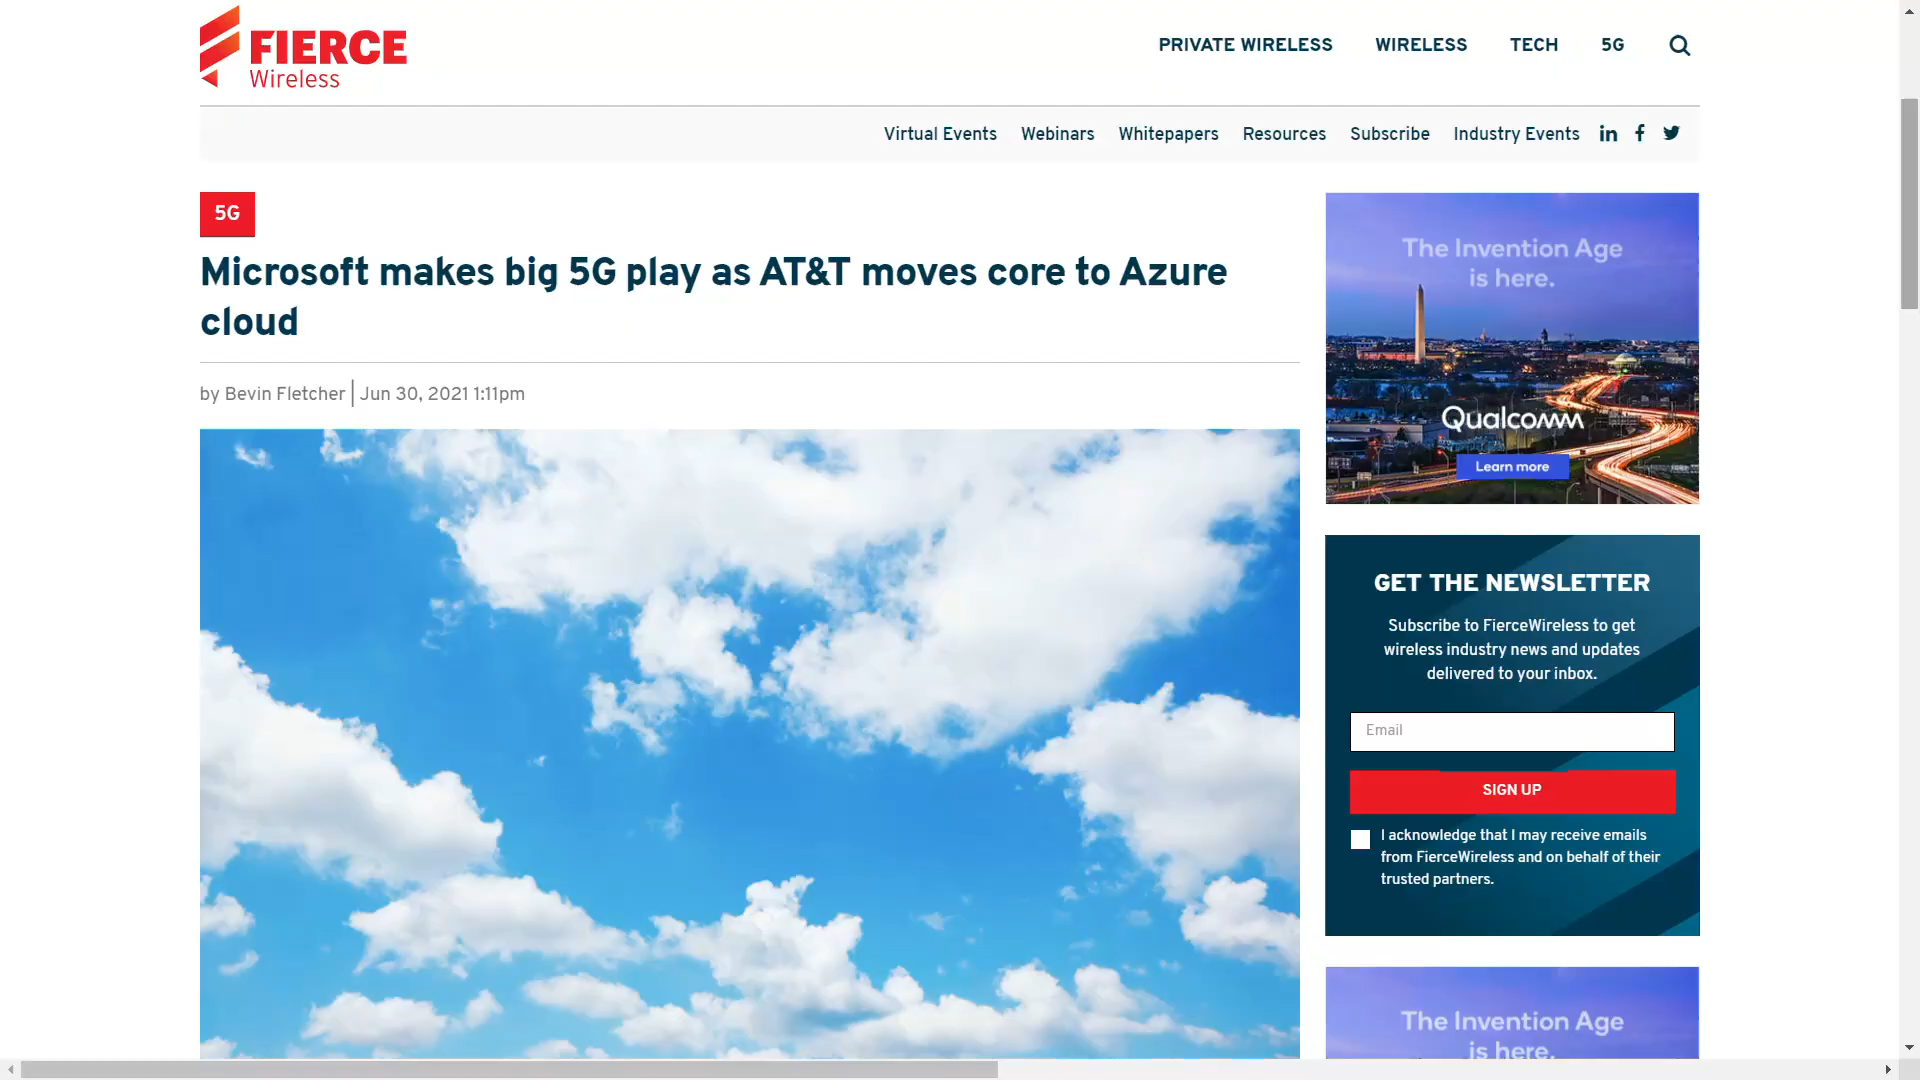 FIERCE
Wireless
PRIVATE WIRELESS WIRELESS TECH 5G
Virtual Events Webinars Whitepapers Resources Subscribe Industry Events in f
5G
Microsoft makes big 5G play as AT&T moves core to Azure
cloud
by Bevin Fletcher | Jun 30, 2021 1:11pm
The Invention Age
is here.
Qualcomm
Learn more
GET THE NEWSLETTER
Subscribe to FierceWireless to get
wireless industry news and updates
delivered to your inbox.
Email
SIGN UP
I acknowledge that I may receive emails
from FierceWireless and on behalf of their
trusted partners.
The Invention Age
is here.